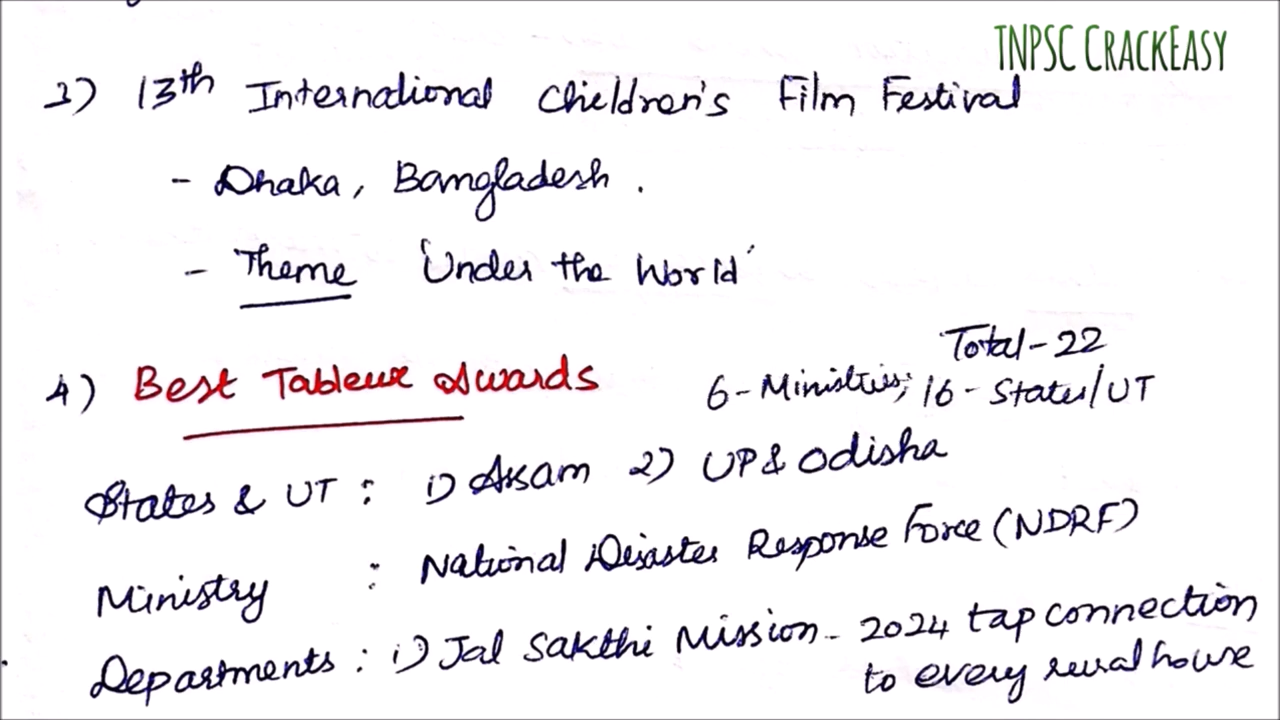 TNPSC CRACKEASY
3) 13th International Chieldren's Film Festival
- Dhaka, Bangladesh.
- Theme 'Under the World'
Total - 22
4) Best Tableux Awards 6 - Ministries; 16 - States/UT
States & UT : 1) Assam 2) UP & Odisha
Ministry : National Disaster Response Force (NDRF)
Departments : 1) Jal Sakthi Mission - 2024 tap connection
to every rural house